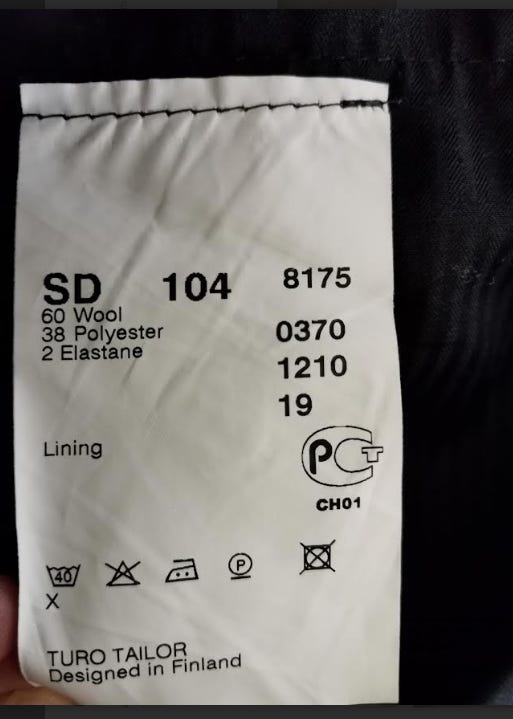 SD 104 8175
60 Wool
38 Polyester 0370
2 Elastane
1210
19
Lining
РСТ
CH01
40 P
X
TURO TAILOR
Designed in Finland